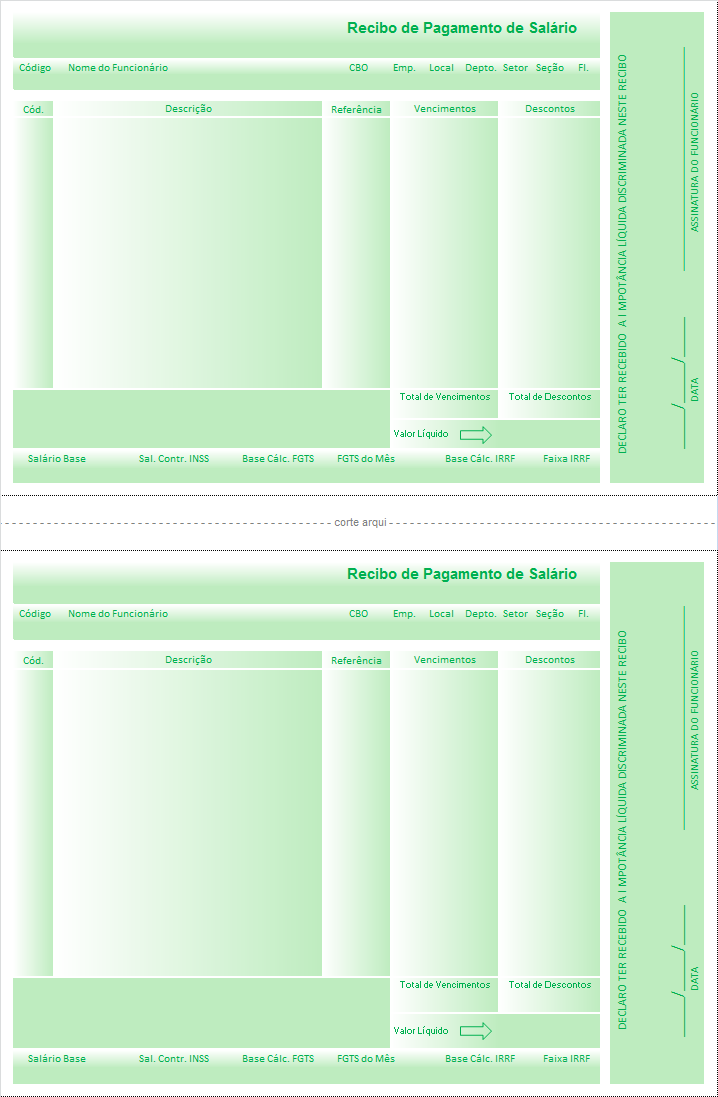 Recibo de Pagamento de Salário
Código Nome do Funcionário CBO Emp. Local Depto. Setor Seção Fl.
Cód. Descrição Referência Vencimentos Descontos
Total de Vencimentos Total de Descontos
Valor Líquido
Salário Base Sal. Contr. INSS Base Cálc. FGTS FGTS do Mês Base Cálc. IRRF Faixa IRRF
DECLARO TER RECEBIDO A I MPOTÂNCIA LÍQUIDA DISCRIMINADA NESTE RECIBO
ASSINATURA DO FUNCIONÁRIO
DATA
corte arqui
Recibo de Pagamento de Salário
Código Nome do Funcionário CBO Emp. Local Depto. Setor Seção Fl.
Cód. Descrição Referência Vencimentos Descontos
Total de Vencimentos Total de Descontos
Valor Líquido
Salário Base Sal. Contr. INSS Base Cálc. FGTS FGTS do Mês Base Cálc. IRRF Faixa IRRF
DECLARO TER RECEBIDO A I MPOTÂNCIA LÍQUIDA DISCRIMINADA NESTE RECIBO
ASSINATURA DO FUNCIONÁRIO
DATA